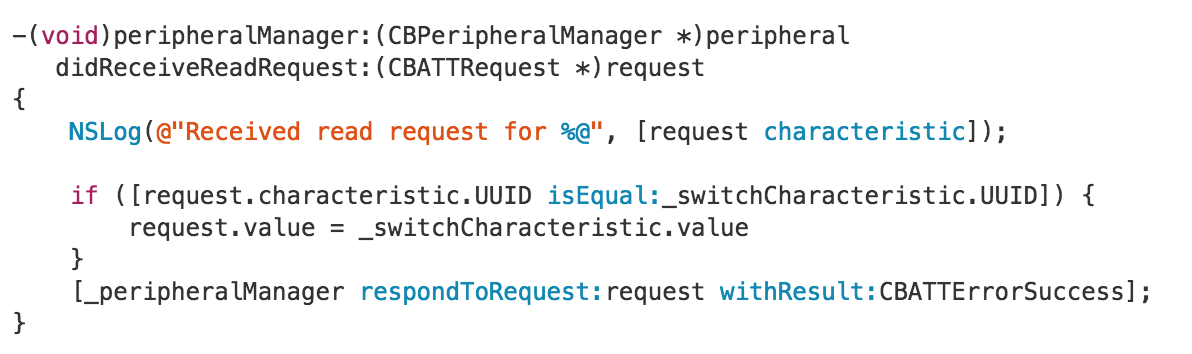 -(void)peripheralManager:(CBPeripheralManager *)peripheral
   didReceiveReadRequest:(CBATTRequest *)request
{
    NSLog(@"Received read request for %@", [request characteristic]);

    if ([request.characteristic.UUID isEqual:_switchCharacteristic.UUID]) {
        request.value = _switchCharacteristic.value
    }
    [_peripheralManager respondToRequest:request withResult:CBATTErrorSuccess];
}